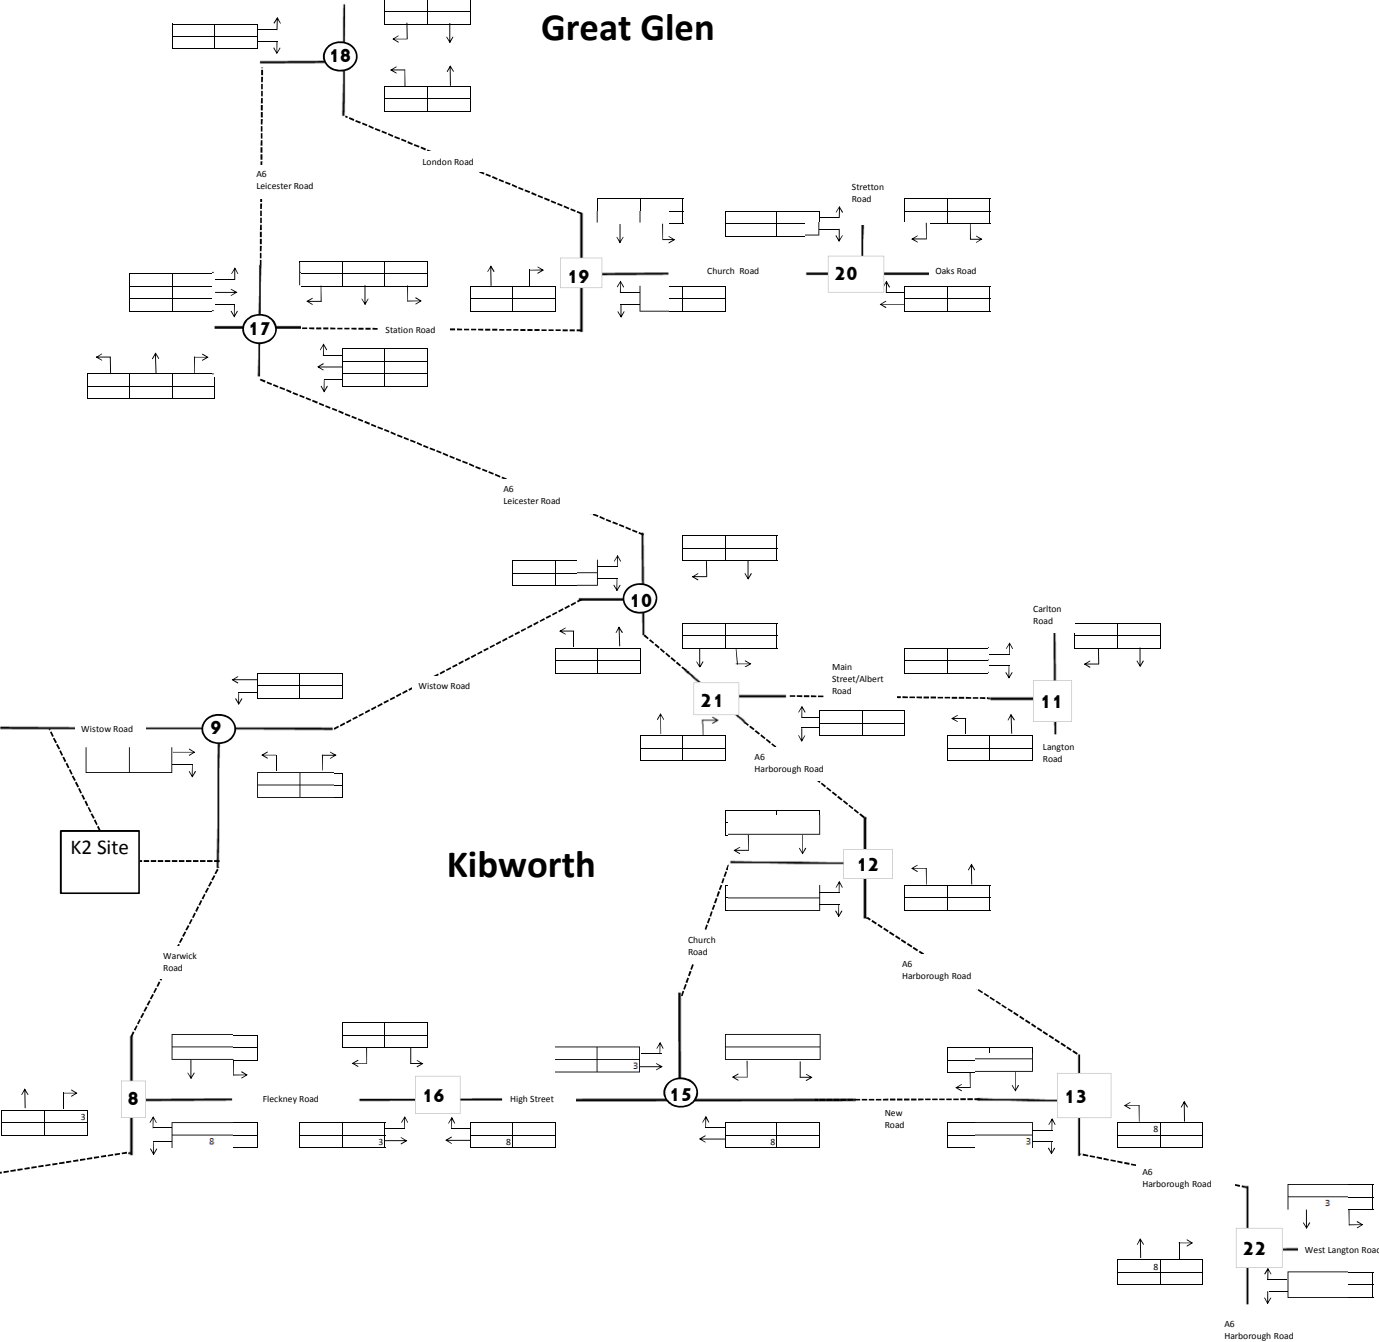 Great Glen
18
London Road
A6
Leicester Road
Stretton
Road
19
Church Road
20
Oaks Road
17
Station Road
A6
Leicester Road
10
Carlton
Road
Main
Street/Albert
Road
Wistow Road
21
11
Wistow Road
9
Langton
Road
A6
Harborough Road
K2 Site
Kibworth
12
Church
Road
Warwick
Road
A6
Harborough Road
3
3
8
Fleckney Road
16
High Street
15
13
New
Road
8
3
8
8
3
8
A6
Harborough Road
3
22
West Langton Road
8
A6
Harborough Road